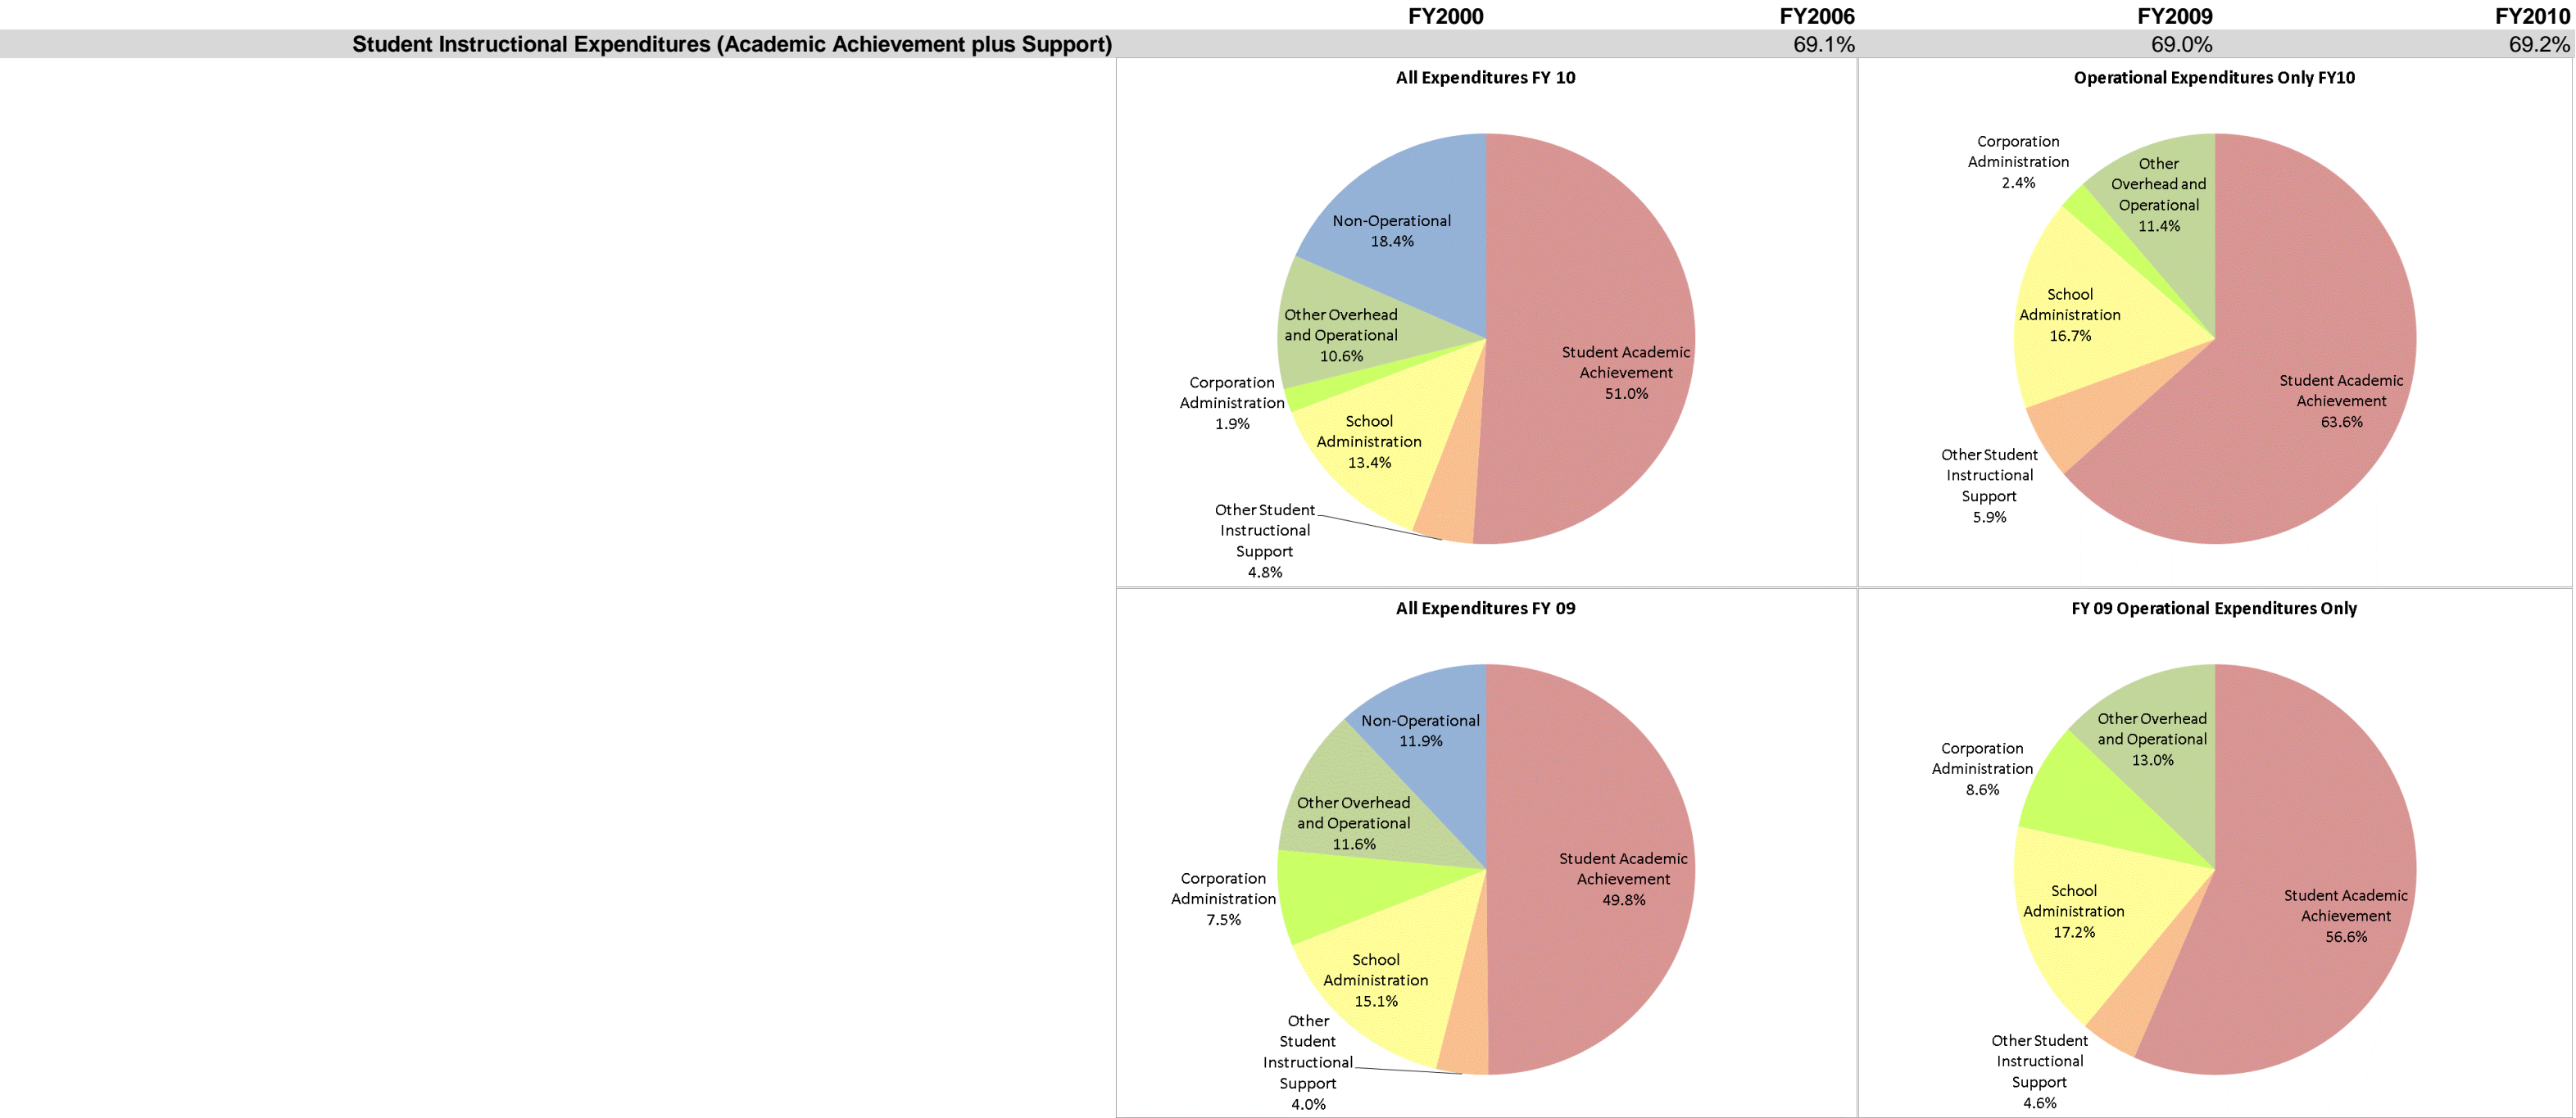 FY2000 FY2006 FY2009 FY2010
Student Instructional Expenditures (Academic Achievement plus Support) 69.1% 69.0% 69.2%
All Expenditures FY 10
Non-Operational
18.4%
Other Overhead
and Operational
10.6%
Corporation
Administration
1.9%
School
Administration
13.4%
Other Student
Instructional
Support
4.8%
Student Academic
Achievement
51.0%
Operational Expenditures Only FY10
Corporation
Administration
2.4%
Other
Overhead and
Operational
11.4%
School
Administration
16.7%
Other Student
Instructional
Support
5.9%
Student Academic
Achievement
63.6%
All Expenditures FY 09
Non-Operational
11.9%
Other Overhead
and Operational
11.6%
Corporation
Administration
7.5%
School
Administration
15.1%
Other
Student
Instructional
Support
4.0%
Student Academic
Achievement
49.8%
FY 09 Operational Expenditures Only
Other Overhead
and Operational
13.0%
Corporation
Administration
8.6%
School
Administration
17.2%
Other Student
Instructional
Support
4.6%
Student Academic
Achievement
56.6%